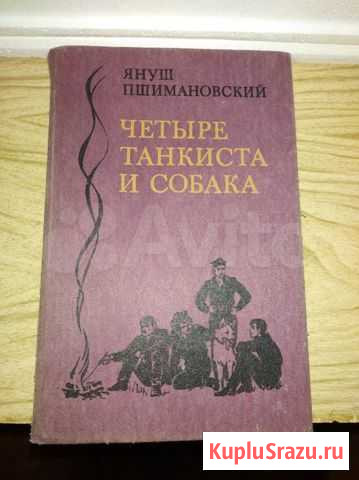 ЯНУШ
ПШИМАНОВСКИЙ
ЧЕТЫРЕ
ТАНКИСТА
И СОБАКА
Avito
KupluSrazu.ru